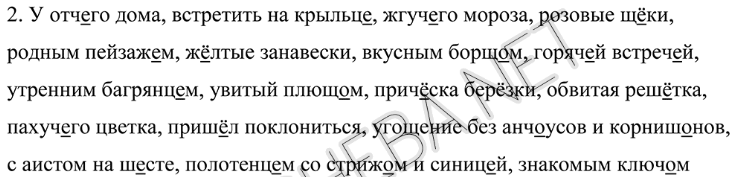 2. У отчего дома, встретить на крыльце, жгучего мороза, розовые щёки,
родным пейзажем, жёлтые занавески, вкусным борщом, горячей встречей,
утренним багрянцем, увитый плющом, причёска берёзки, обвитая решётка,
пахучего цветка, пришёл поклониться, угощение без анчоусов и корнишонов,
с аистом на шесте, полотенцем со стрижом и синицей, знакомым ключом